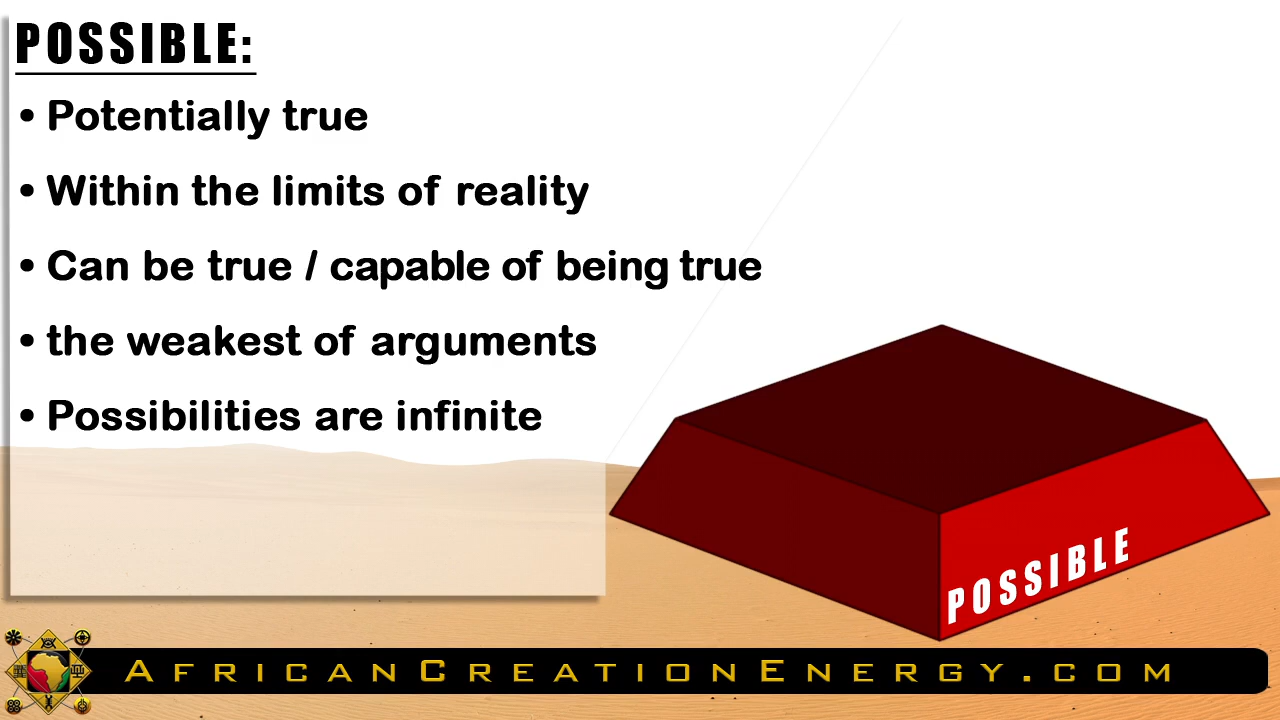 POSSIBLE:
• Potentially true
• Within the limits of reality
• Can be true / capable of being true
• the weakest of arguments
• Possibilities are infinite
POSSIBLE
AFRICANCREATIONENERGY.COM